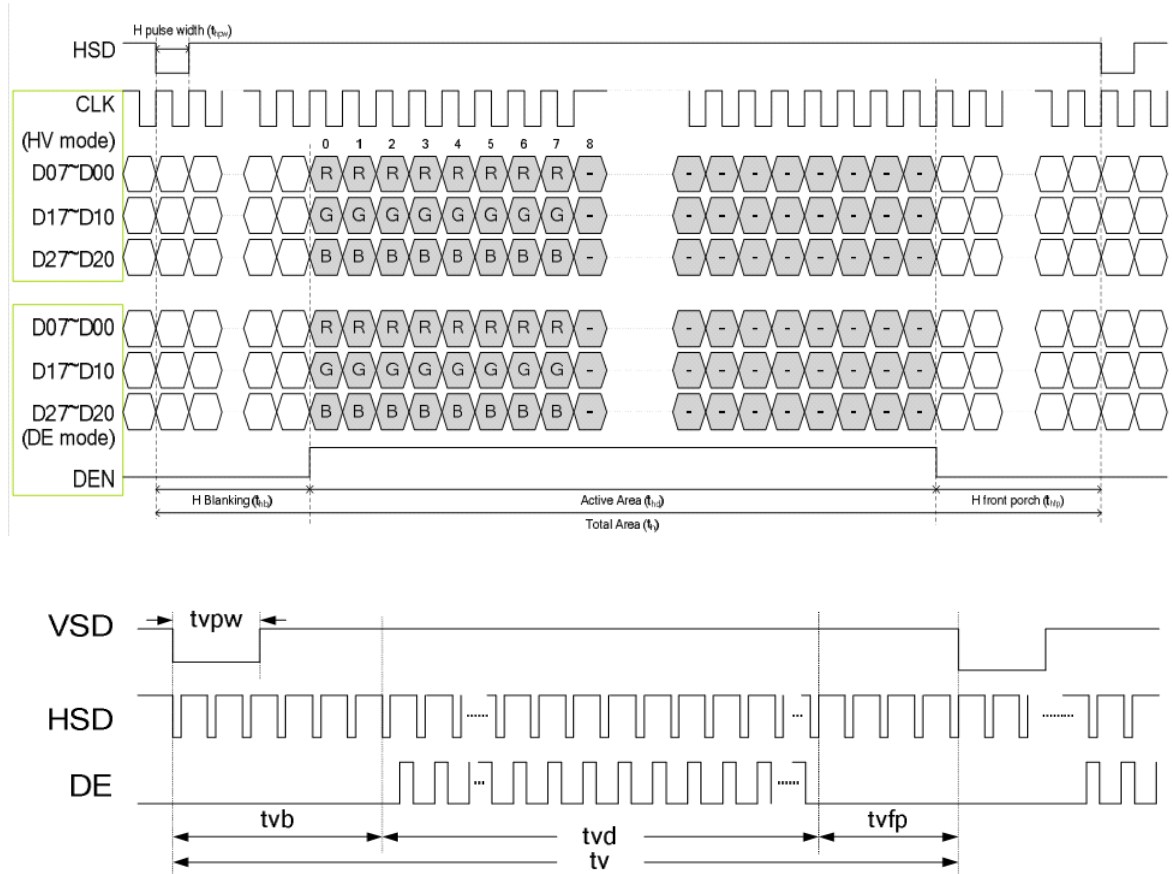 H pulse width (thpw)
HSD
CLK
(HV mode)
0 1 2 3 4 5 6 7 8
D07~D00 R R R R R R R R - - - - - - - - -
D17~D10 G G G G G G G G - - - - - - - - -
D27~D20 B B B B B B B B - - - - - - - - -
D07~D00 R R R R R R R R - - - - - - - - -
D17~D10 G G G G G G G G - - - - - - - - -
D27~D20 B B B B B B B B - - - - - - - - -
(DE mode)
DEN
H Blanking (thb) Active Area (thd) H front porch (thfp)
Total Area (th)
tvpw
VSD
HSD
DE
tvb tvd tvfp
tv